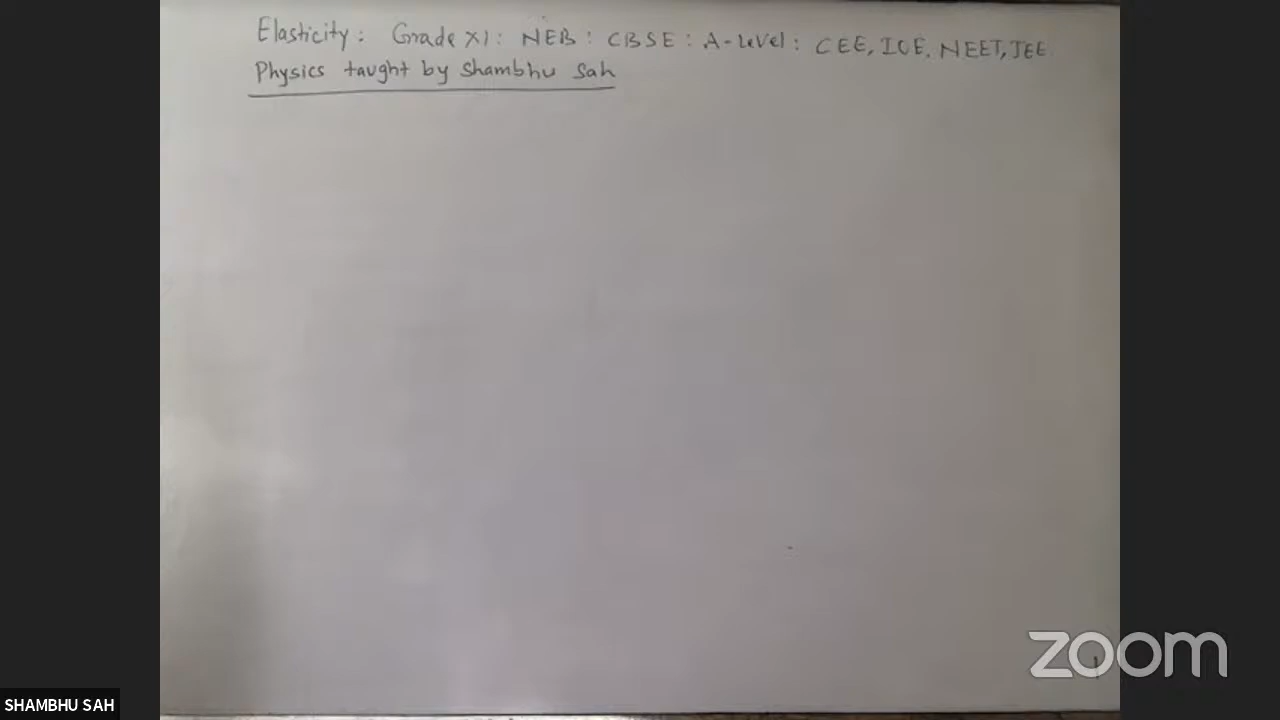 Elasticity: Grade XI: NEB: CBSE: A-Level: CEE, IOE, NEET, JEE
Physics taught by Shambhu Sah
zoom
SHAMBHU SAH